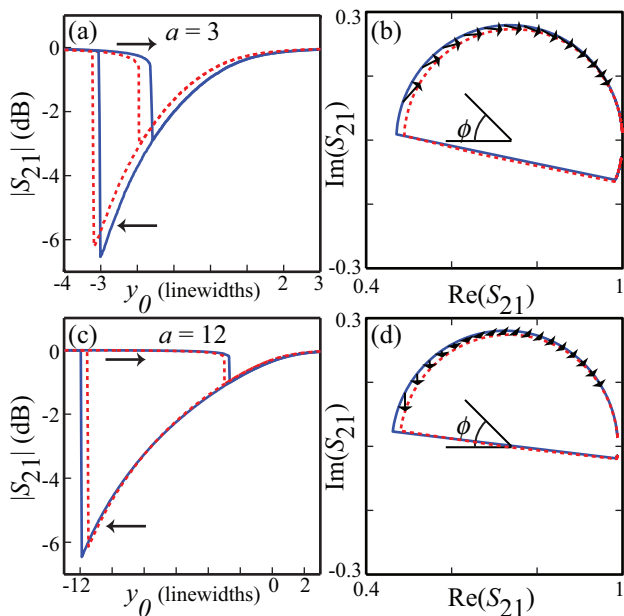 (a)
a = 3
0
-2
-4
-6
|S21| (dB)
-4
-3
2
3
y0 (linewidths)
(b)
0.3
-0.3
Im(S21)
ϕ
0.4
1
Re(S21)
(c)
a = 12
0
-2
-4
-6
|S21| (dB)
-12
0
2
y0 (linewidths)
(d)
0.3
-0.3
Im(S21)
ϕ
0.4
1
Re(S21)